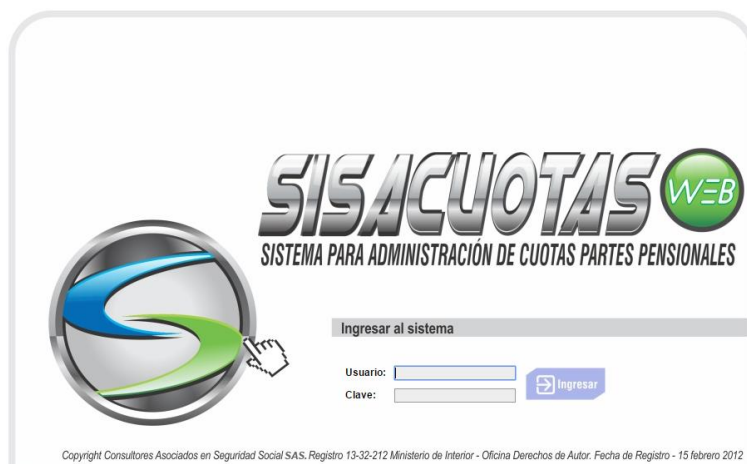 SISACUOTAS WEB
SISTEMA PARA ADMINISTRACIÓN DE CUOTAS PARTES PENSIONALES
Ingresar al sistema
Usuario:
Ingresar
Clave:
Copyright Consultores Asociados en Seguridad Social SAS. Registro 13-32-212 Ministerio de Interior - Oficina Derechos de Autor. Fecha de Registro - 15 febrero 2012